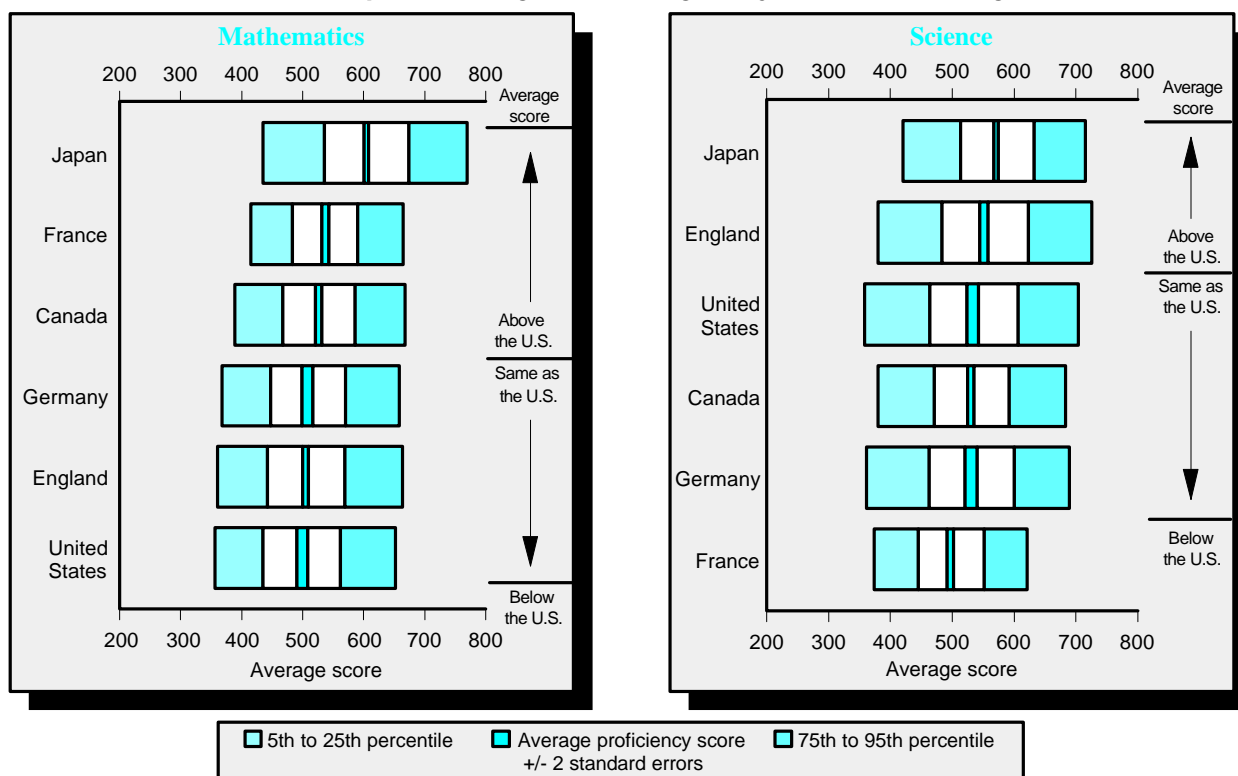 Mathematics
200 300 400 500 600 700 800
Average
score
Japan
France
Canada
Above
the U.S.
Same as
the U.S.
Germany
England
United
States
Below
the U.S.
200 300 400 500 600 700 800
Average score
Science
200 300 400 500 600 700 800
Average
score
Japan
England
Above
the U.S.
Same as
the U.S.
United
States
Canada
Germany
France
Below
the U.S.
200 300 400 500 600 700 800
Average score
5th to 25th percentile Average proficiency score 75th to 95th percentile
+/- 2 standard errors